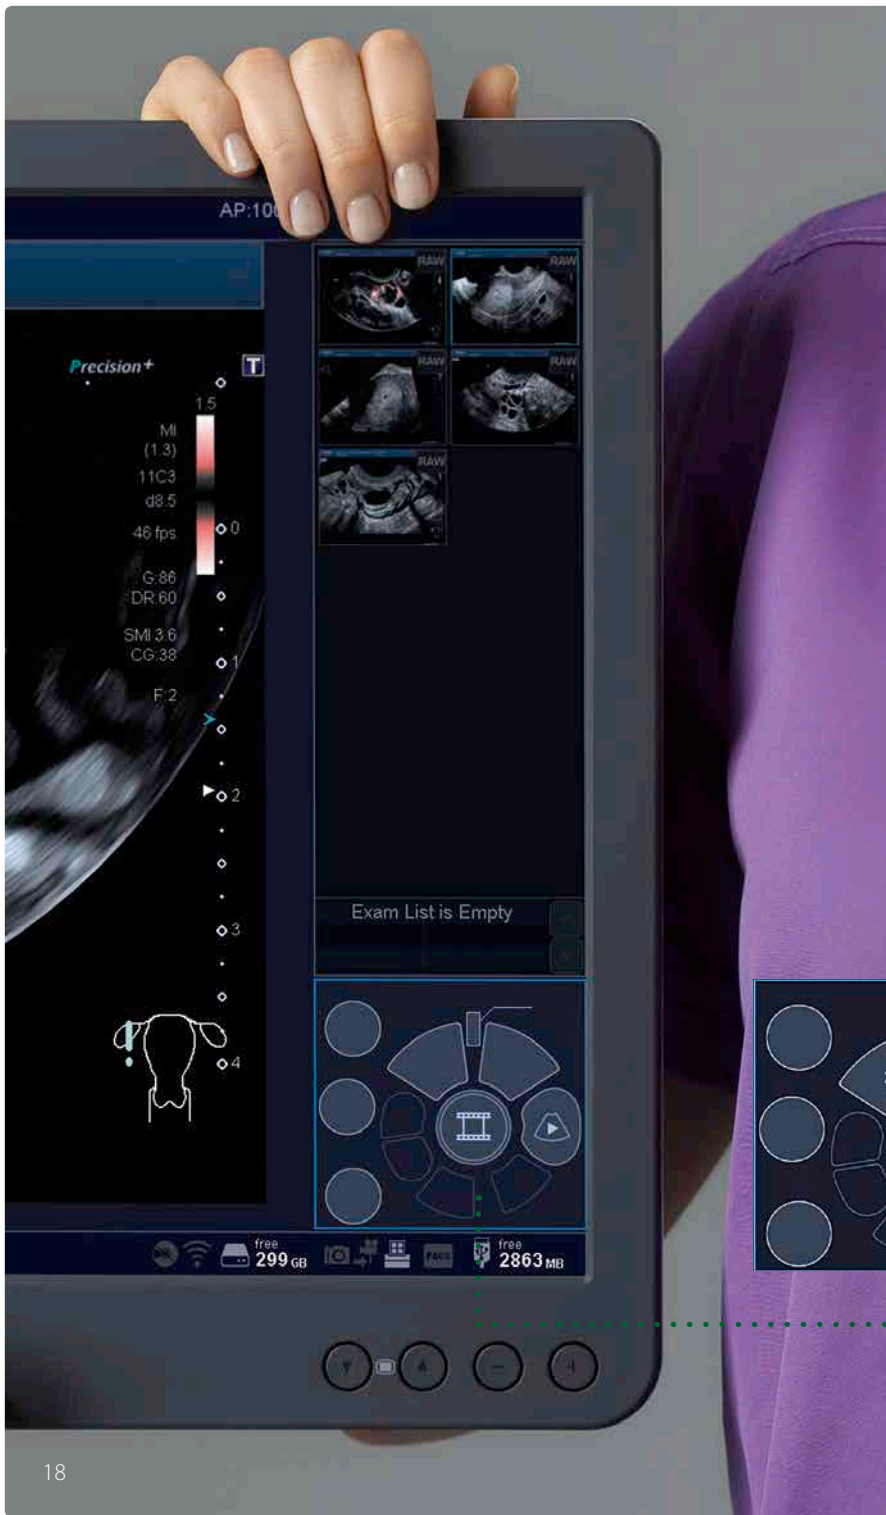 AP:100
RAW
RAW
RAW
RAW
RAW
Precision+
T
1.5
MI
(1.3)
11C3
d8.5
46 fps
G:86
DR:60
SMI 3.6
CG:38
F:2
0
1
2
3
4
Exam List is Empty
free
299 GB
free
2863 MB
18